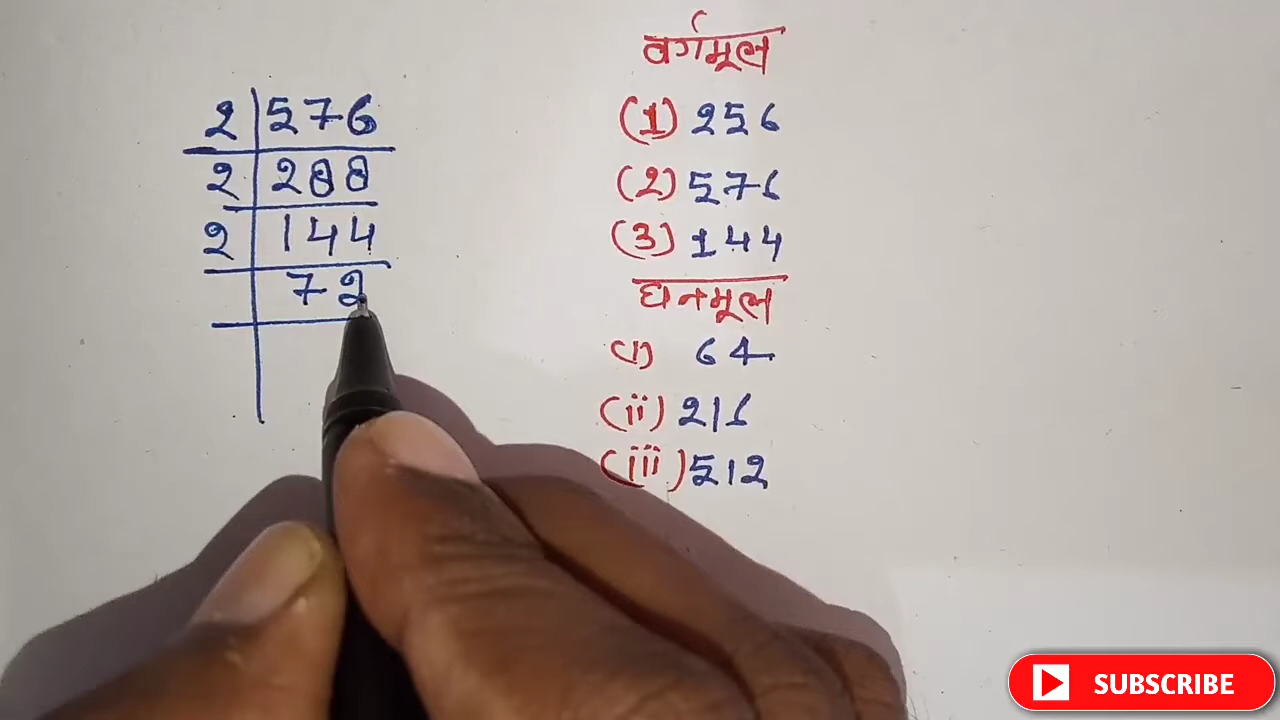 2 576
2 288
2 144
72
वर्गमूल
(1) 256
(2) 576
(3) 144
घनमूल
(i) 64
(ii) 216
(iii) 512
SUBSCRIBE